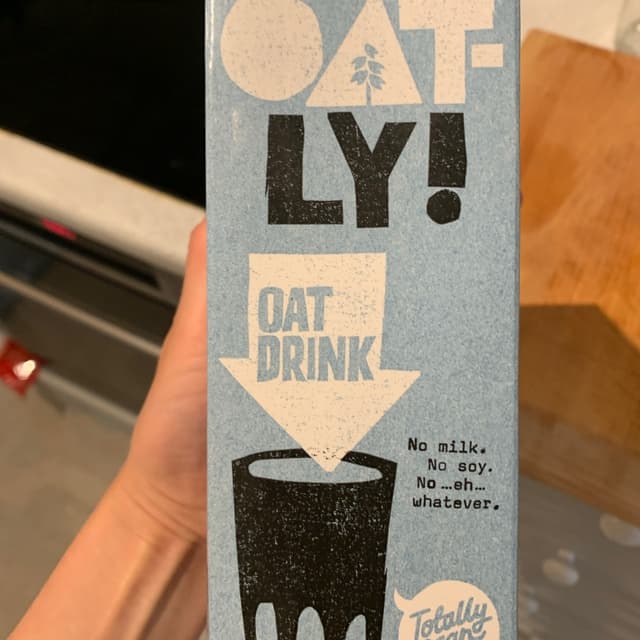 OAT-
LY!
OAT
DRINK
No milk.
No soy.
No …eh…
whatever.
Totally